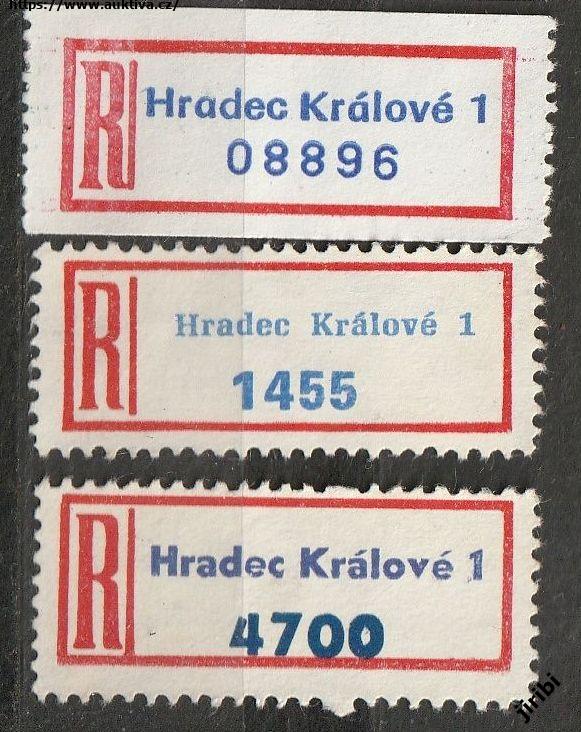 https://www.auktiva.cz/
R
Hradec Králové 1
08896
R
Hradec Králové 1
1455
R
Hradec Králové 1
4700
jiribi